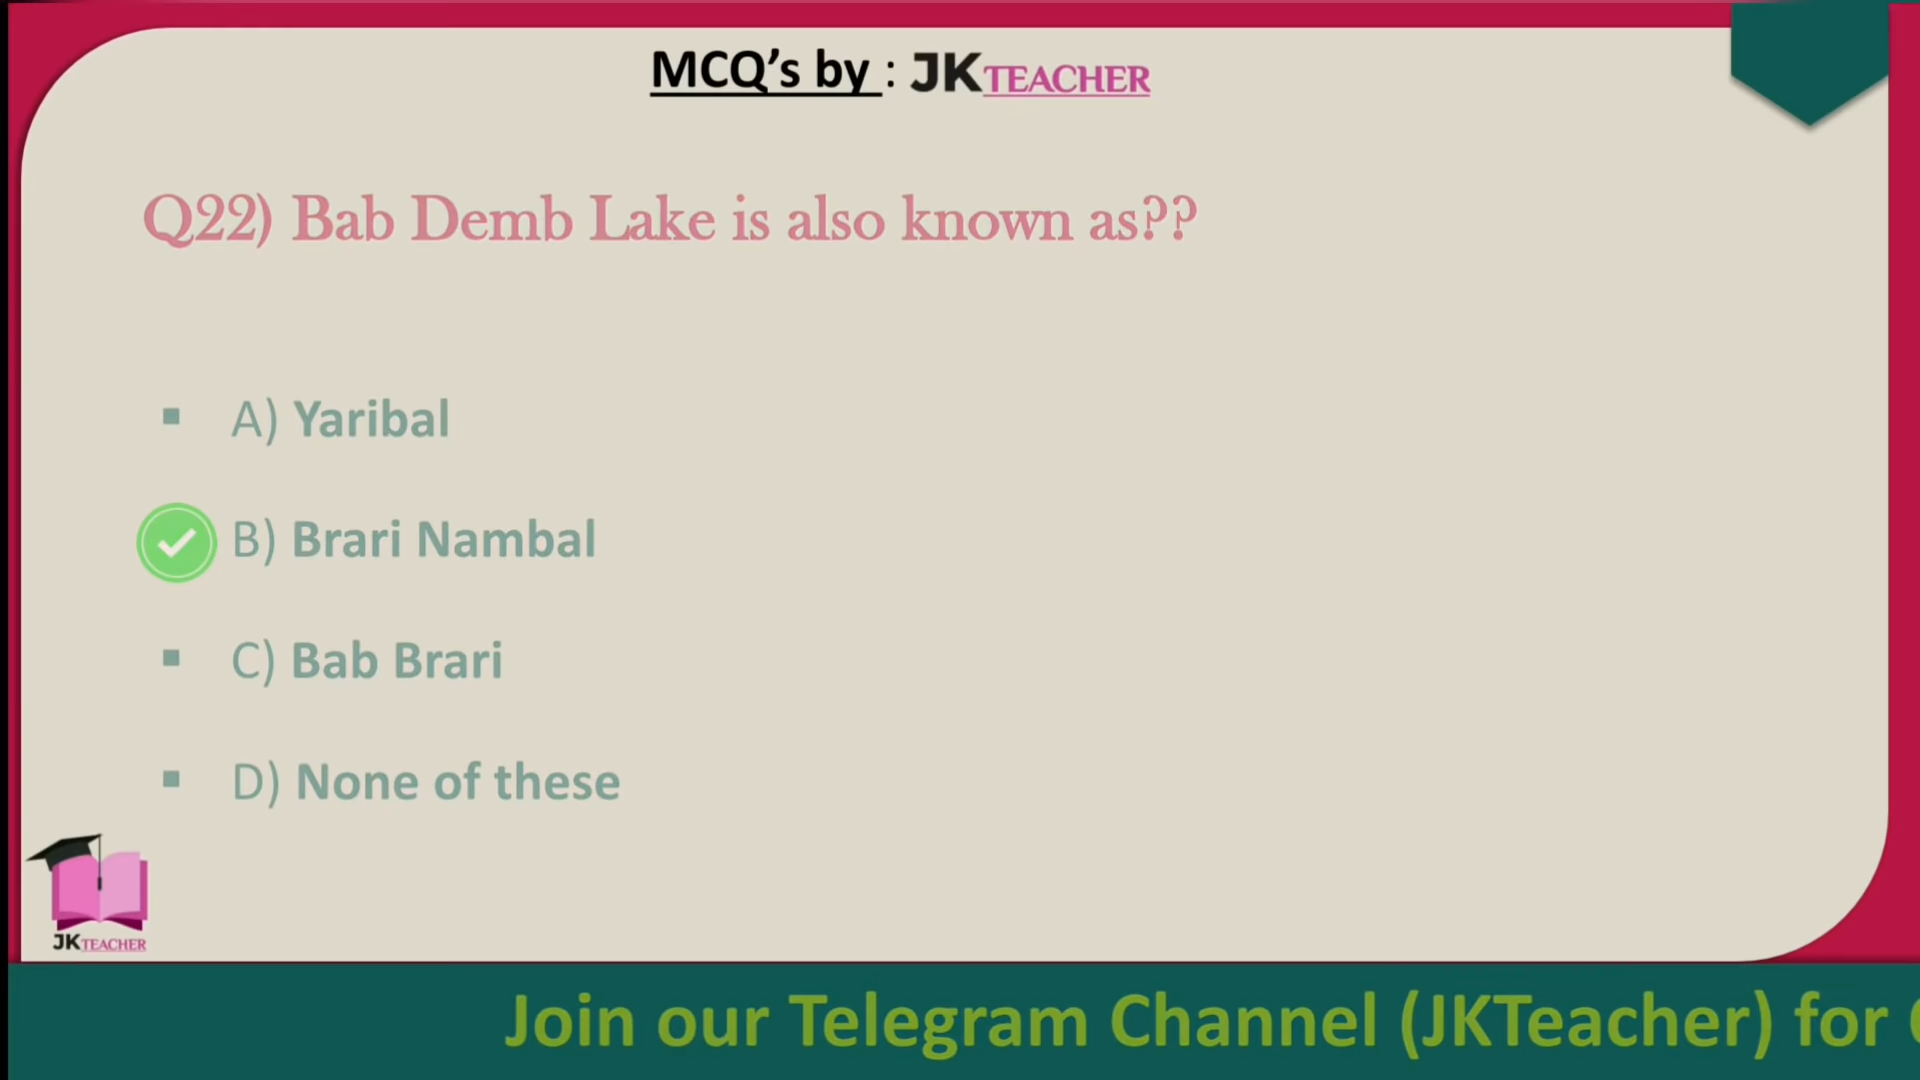 MCQ’s by : JKTEACHER
Q22) Bab Demb Lake is also known as??
▪ A) Yaribal
B) Brari Nambal
▪ C) Bab Brari
▪ D) None of these
JKTEACHER
Join our Telegram Channel (JKTeacher) for